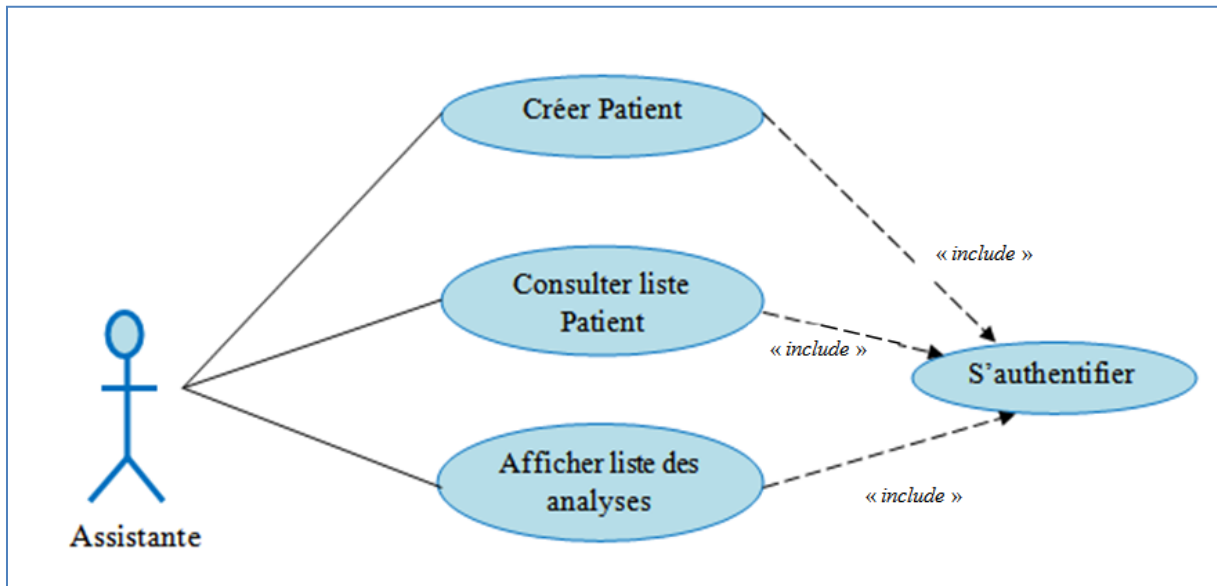 Créer Patient
« include »
Consulter liste
Patient
« include »
S’authentifier
Afficher liste des
analyses
« include »
Assistante